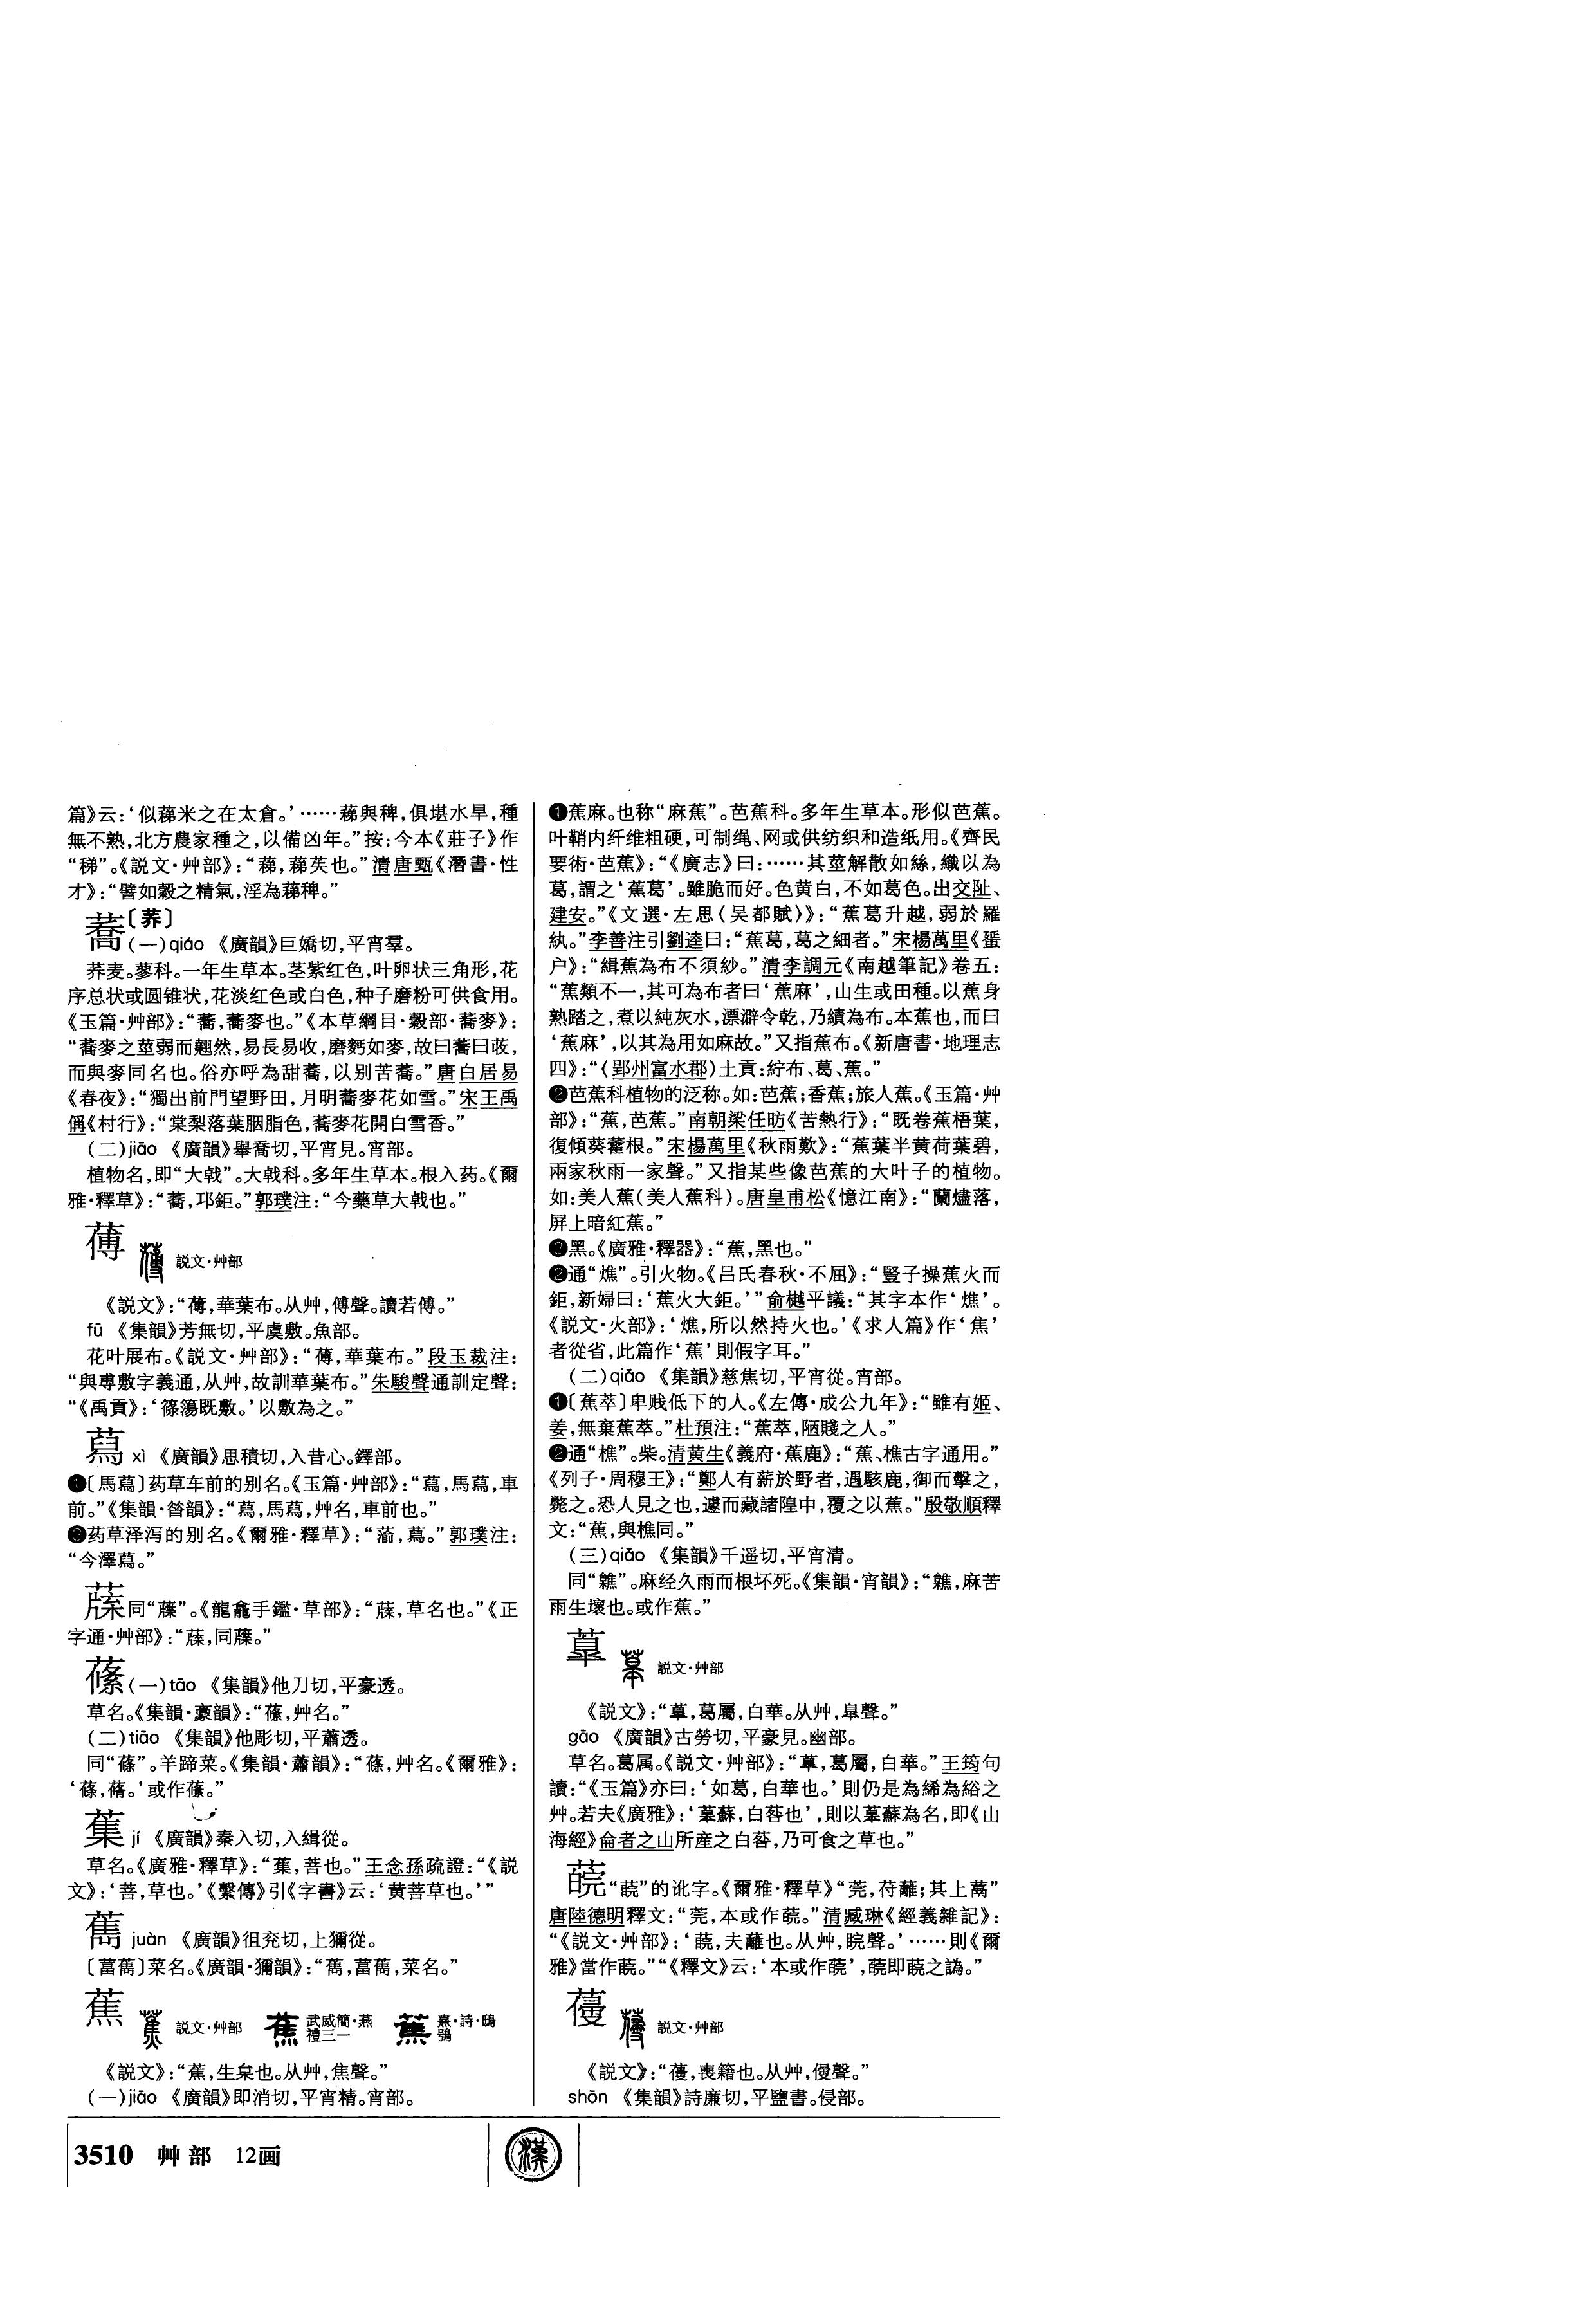 篇》云：‘似蕛米之在太倉。’……蕛與稗，俱堪水旱，種
無不熟，北方農家種之，以備凶年。”按：今本《莊子》作
“稊”。《説文·艸部》：“蕛，蕛苵也。”清唐甄《潛書·性
才》：“譬如穀之精氣，淫為蕛稗。”
蕎〔荞〕
(一)qiáo 《廣韻》巨嬌切，平宵羣。
荞麦。蓼科。一年生草本。茎紫红色，叶卵状三角形，花
序总状或圆锥状，花淡红色或白色，种子磨粉可供食用。
《玉篇·艸部》：“蕎，蕎麥也。”《本草綱目·穀部·蕎麥》：
“蕎麥之莖弱而翹然，易長易收，磨麪如麥，故曰蕎曰荍，
而與麥同名也。俗亦呼為甜蕎，以别苦蕎。”唐白居易
《春夜》：“獨出前門望野田，月明蕎麥花如雪。”宋王禹
偁《村行》：“棠梨落葉胭脂色，蕎麥花開白雪香。”
(二)jiāo 《廣韻》舉喬切，平宵見。宵部。
植物名，即“大戟”。大戟科。多年生草本。根入药。《爾
雅·釋草》：“蕎，邛鉅。”郭璞注：“今藥草大戟也。”
蒪 説文·艸部
《説文》：“，華葉布。从艸，傅聲。讀若傅。”
fū 《集韻》芳無切，平虞敷。魚部。
花叶展布。《説文·艸部》：“，華葉布。”段玉裁注：
“與尃敷字義通，从艸，故訓華葉布。”朱駿聲通訓定聲：
“《禹貢》：‘篠簜既敷。’以敷為之。”
蕮 xì 《廣韻》思積切，入昔心。鐸部。
❶〔馬蕮〕药草车前的别名。《玉篇·艸部》：“蕮，馬蕮，車
前。”《集韻·㫺韻》：“蕮，馬蕮，艸名，車前也。”
❷药草泽泻的别名。《爾雅·釋草》：“蕍，蕮。”郭璞注：
“今澤蕮。”
同“”。《龍龕手鑑·草部》：“，草名也。”《正
字通·艸部》：“，同。”
(一)tāo 《集韻》他刀切，平豪透。
草名。《集韻·𩫕韻》：“，艸名。”
(二)tiāo 《集韻》他彫切，平蕭透。
同“蓨”。羊蹄菜。《集韻·蕭韻》：“蓨，艸名。《爾雅》：
‘蓨，蓚。’或作。”
蕉 jí 《廣韻》秦入切，入緝從。
草名。《廣雅·釋草》：“，菩也。”王念孫疏證：“《説
文》：‘菩，草也。’《繫傳》引《字書》云：‘黄菩草也。’”
juàn 《廣韻》徂兖切，上獮從。
〔蒀〕菜名。《廣韻·獮韻》：“，菜名。”
蕉 説文·艸部 武威簡·燕禮三一 熹·詩·鴟鴞
《説文》：“蕉，生枲也。从艸，焦聲。”
(一)jiāo 《廣韻》即消切，平宵精。宵部。
❶蕉麻。也称“麻蕉”。芭蕉科。多年生草本。形似芭蕉。
叶鞘内纤维粗硬，可制绳、网或供纺织和造纸用。《齊民
要術·芭蕉》：“《廣志》曰：……其莖解散如絲，織以為
葛，謂之‘蕉葛’。雖脆而好。色黄白，不如葛色。出交阯、
建安。”《文選·左思〈吴都賦〉》：“蕉葛升越，弱於羅
紈。”李善注引劉逵曰：“蕉葛，葛之細者。”宋楊萬里《蜑
户》：“緝蕉為布不須紗。”清李調元《南越筆記》卷五：
“蕉類不一，其可為布者曰‘蕉麻’，山生或田種。以蕉身
熟踏之，煮以純灰水，漂澼令乾，乃績為布。本蕉也，而曰
‘蕉麻’，以其為用如麻故。”又指蕉布。《新唐書·地理志
四》：“（郢州富水郡）土貢：紵布、葛、蕉。”
❷芭蕉科植物的泛称。如：芭蕉；香蕉；旅人蕉。《玉篇·艸
部》：“蕉，芭蕉。”南朝梁任昉《苦熱行》：“既卷蕉梧葉，
復傾葵藿根。”宋楊萬里《秋雨歎》：“蕉葉半黄荷葉碧，
兩家秋雨一家聲。”又指某些像芭蕉的大叶子的植物。
如：美人蕉(美人蕉科)。唐皇甫松《憶江南》：“蘭燼落，
屏上暗紅蕉。”
❷黑。《廣雅·釋器》：“蕉，黑也。”
❷通“燋”。引火物。《吕氏春秋·不屈》：“豎子操蕉火而
鉅，新婦曰：‘蕉火大鉅。’”俞樾平議：“其字本作‘燋’。
《説文·火部》：‘燋，所以然持火也。’《求人篇》作‘焦’
者從省，此篇作‘蕉’則假字耳。”
(二)qiáo 《集韻》慈焦切，平宵從。宵部。
❶〔蕉萃〕卑贱低下的人。《左傳·成公九年》：“雖有姬、
姜，無棄蕉萃。”杜預注：“蕉萃，陋賤之人。”
❷通“樵”。柴。清黄生《義府·蕉鹿》：“蕉、樵古字通用。”
《列子·周穆王》：“鄭人有薪於野者，遇駭鹿，御而擊之，
斃之。恐人見之也，遽而藏諸隍中，覆之以蕉。”殷敬順釋
文：“蕉，與樵同。”
(三)qiāo 《集韻》千遥切，平宵清。
同“𪎩”。麻经久雨而根坏死。《集韻·宵韻》：“𪎩，麻苦
雨生壞也。或作蕉。”
説文·艸部
《説文》：“，葛屬，白華。从艸，皐聲。”
gāo 《廣韻》古勞切，平豪見。幽部。
草名。葛属。《説文·艸部》：“，葛屬，白華。”王筠句
讀：“《玉篇》亦曰：‘如葛，白華也。’則仍是為絺為綌之
艸。若夫《廣雅》：‘蘇，白蓉也’，則以蘇為名，即《山
海經》侖者之山所産之白䓘，乃可食之草也。”
“䕪”的讹字。《爾雅·釋草》“莞，苻蘺；其上蒚”
唐陸德明釋文：“莞，本或作。”清臧琳《經義雜記》：
“《説文·艸部》：‘，夫蘺也。从艸，睆聲。’……則《爾
雅》當作。”“《釋文》云：‘本或作’，即之譌。”
説文·艸部
《説文》：“，喪籍也。从艸，侵聲。”
shān 《集韻》詩廉切，平鹽書。侵部。
3510 艸部 12画
漢